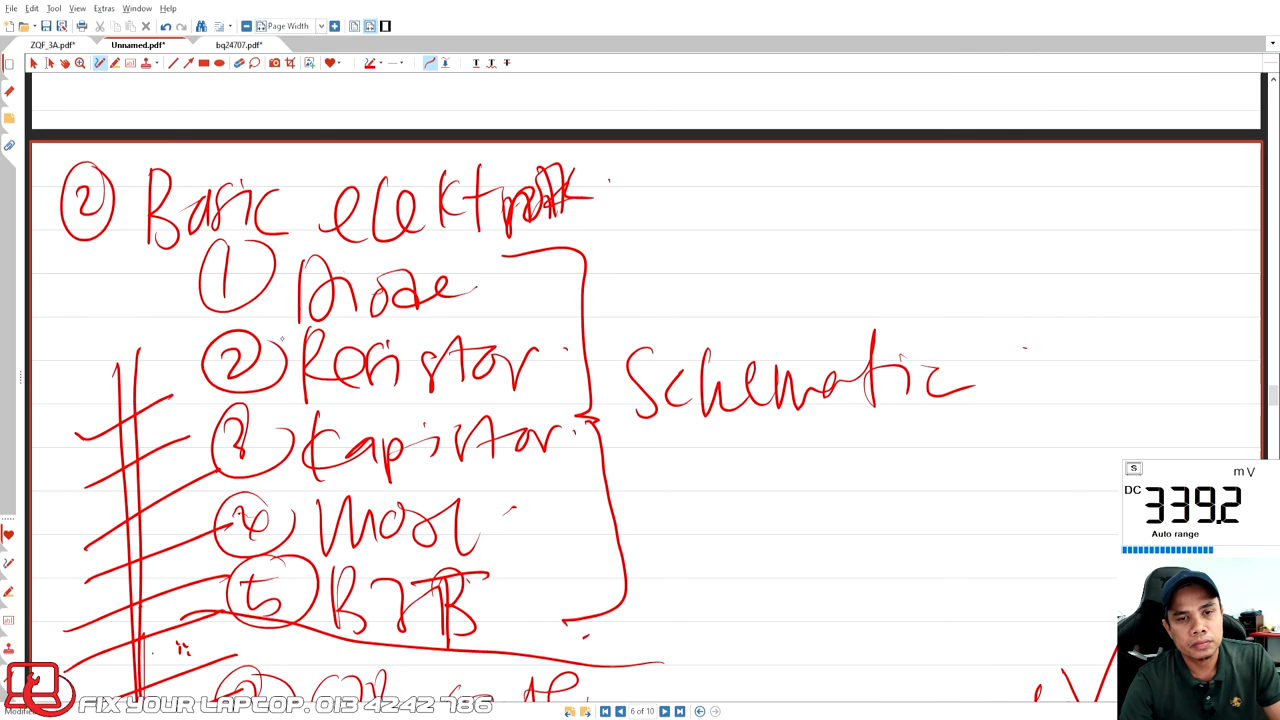 File Edit Tool View Extras Window Help
Page Width
ZQF_3A.pdf* Unnamed.pdf* bq24707.pdf*
2 Basic elektronik
1 Diode
2 Resistor
3 Kapsitor
4 Mosf
5 BJT
Schematic
S mV
DC 339.2
Auto range
FIX YOUR LAPTOP. 013 4242 786
6 of 10